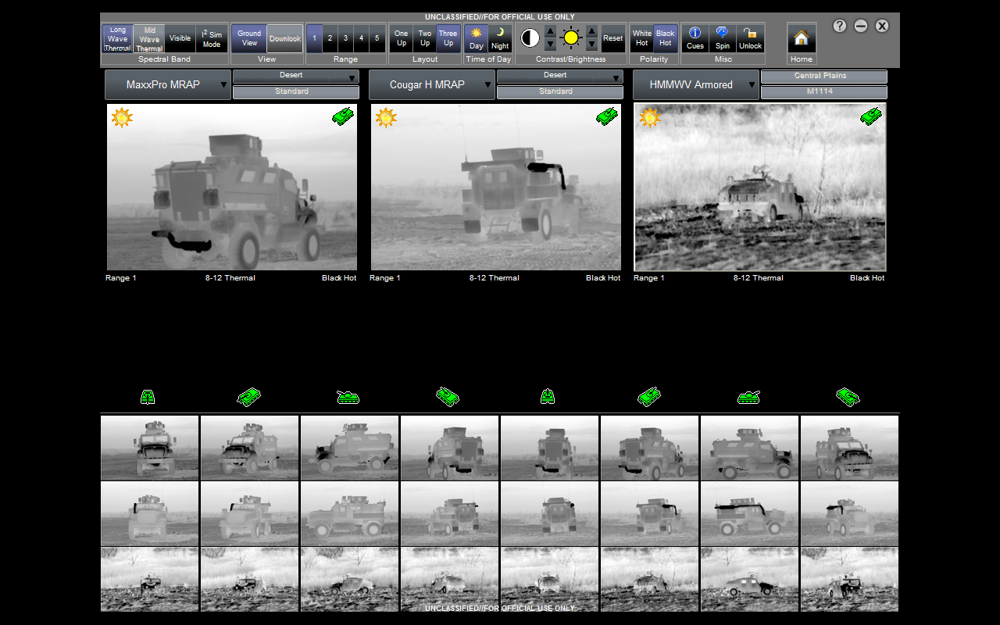 UNCLASSIFIED//FOR OFFICIAL USE ONLY
Long Wave Thermal
Mid Wave Thermal
Visible
I² Sim Mode
Spectral Band
Ground View
Downlook
View
1 2 3 4 5
Range
One Up
Two Up
Three Up
Layout
Day
Night
Time of Day
Reset
Contrast/Brightness
White Hot
Black Hot
Polarity
Cues
Spin
Unlock
Misc
Home
?
MaxxPro MRAP
Desert
Standard
Cougar H MRAP
Desert
Standard
HMMWV Armored
Central Plains
M1114
Range 1 8-12 Thermal Black Hot
Range 1 8-12 Thermal Black Hot
Range 1 8-12 Thermal Black Hot
UNCLASSIFIED//FOR OFFICIAL USE ONLY